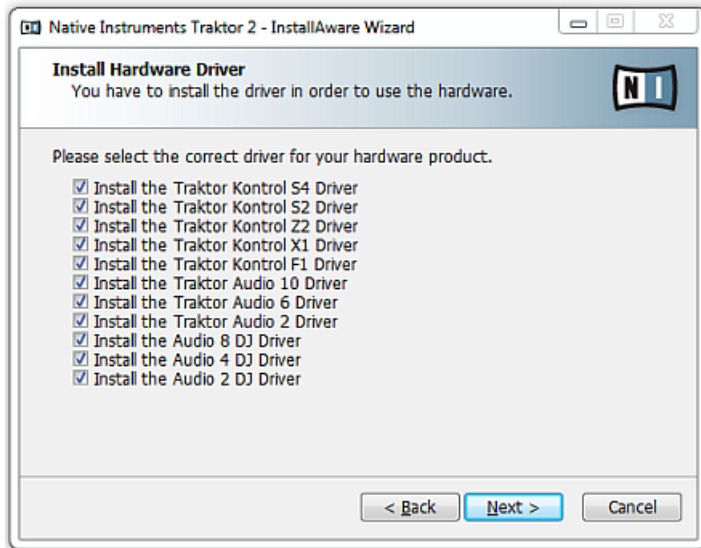 Native Instruments Traktor 2 - InstallAware Wizard
Install Hardware Driver
You have to install the driver in order to use the hardware.
N I
Please select the correct driver for your hardware product.
Install the Traktor Kontrol S4 Driver
Install the Traktor Kontrol S2 Driver
Install the Traktor Kontrol Z2 Driver
Install the Traktor Kontrol X1 Driver
Install the Traktor Kontrol F1 Driver
Install the Traktor Audio 10 Driver
Install the Traktor Audio 6 Driver
Install the Traktor Audio 2 Driver
Install the Audio 8 DJ Driver
Install the Audio 4 DJ Driver
Install the Audio 2 DJ Driver
< Back Next > Cancel